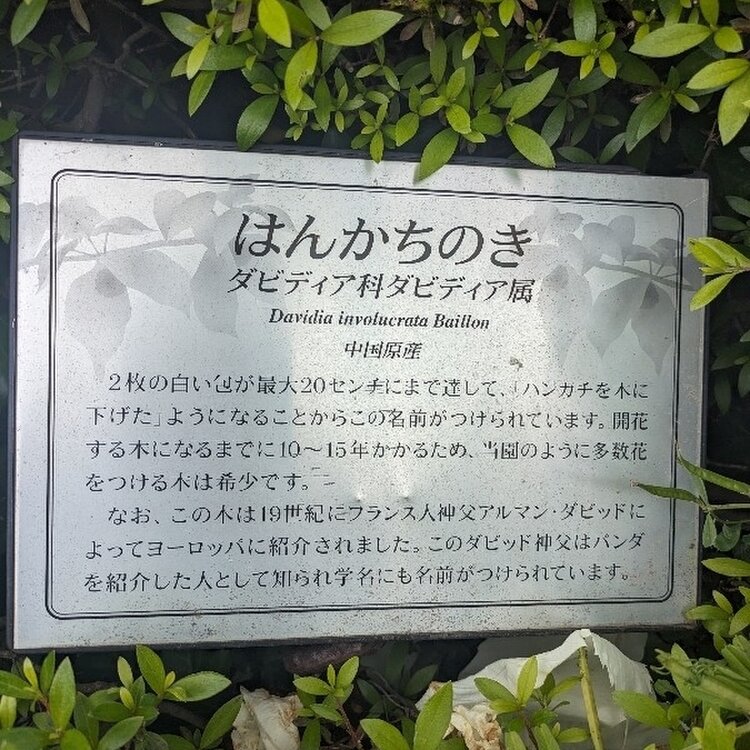 はんかちのき
ダビディア科ダビディア属
Davidia involucrata Baillon
中国原産
2枚の白い包が最大20センチにまで達して、「ハンカチを木に
下げた」ようになることからこの名前がつけられています。開花
する木になるまでに10〜15年かかるため、当園のように多数花
をつける木は希少です。
なお、この木は19世紀にフランス人神父アルマン・ダビッドに
よってヨーロッパに紹介されました。このダビッド神父はパンダ
を紹介した人として知られ学名にも名前がつけられています。